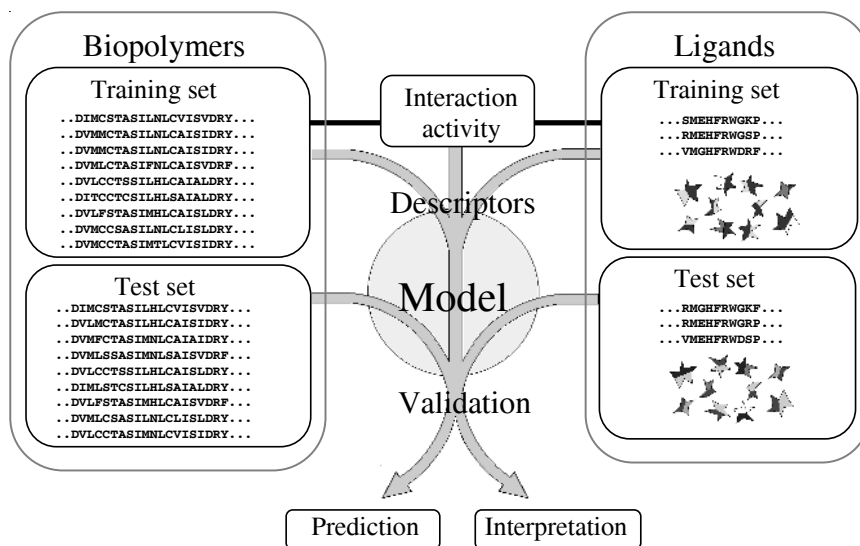 Biopolymers
Training set
..DIMCSTASILNLCVISVDRY...
..DVMMCTASILNLCAISIDRY...
..DVMMCTASILNLCAISIDRY...
..DVMLCTASIFNLCAISVDRF...
..DVLCCTSSILHLCAIALDRY...
..DITCCTCSILHLSAIALDRY...
..DVLFSTASIMHLCAISLDRY...
..DVMCCSASILNLCLISLDRY...
..DVMCCTASIMTLCVISIDRY...
Test set
..DIMCSTASILHLCVISVDRY...
..DVLMCTASILHLCAISIDRY...
..DVMFCTASIMNLCAIAIDRY...
..DVMLSSASIMNLSAISVDRF...
..DVLCCTSSILHLCAISLDRY...
..DIMLSTCSILHLSAIALDRY...
..DVLFSTASIMHLCAISVDRF...
..DVMLCSASILNLCLISLDRY...
..DVLCCTASIMNLCVISIDRY...
Interaction
activity
Descriptors
Model
Validation
Prediction
Interpretation
Ligands
Training set
...SMEHFRWGKP...
...RMEHFRWGSP...
...VMGHFRWDRF...
Test set
...RMGHFRWGKF...
...RMEHFRWGRP...
...VMEHFRWDSP...